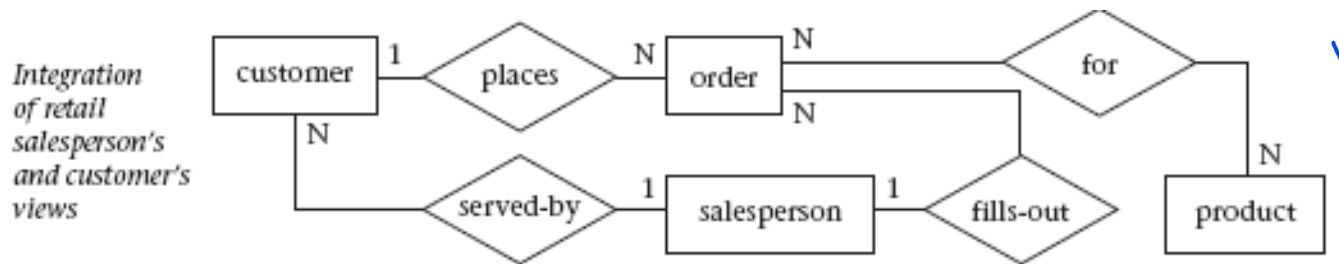 Integration
of retail
salesperson's
and customer's
views
customer 1 places N order N for
N
N served-by 1 salesperson 1 fills-out N product